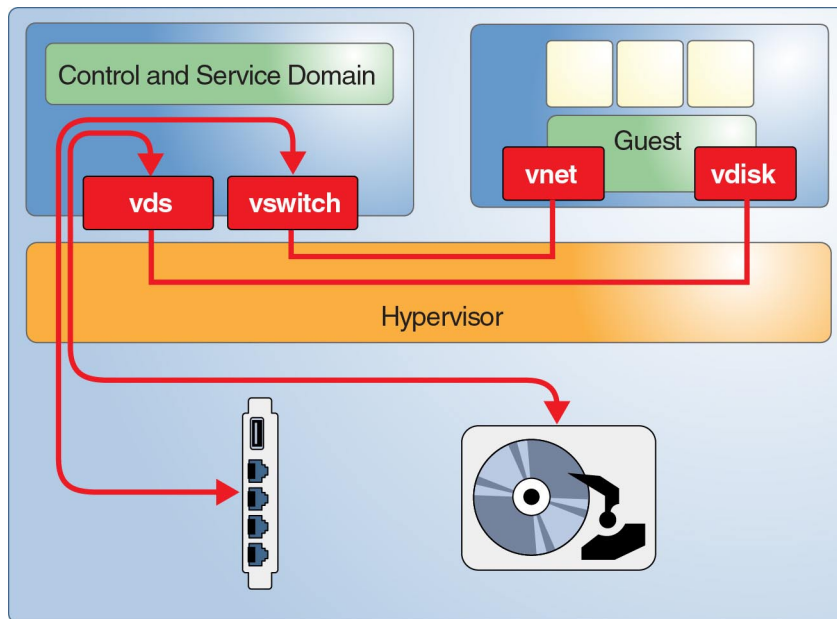 Control and Service Domain
Guest
vnet
vdisk
vds
vswitch
Hypervisor